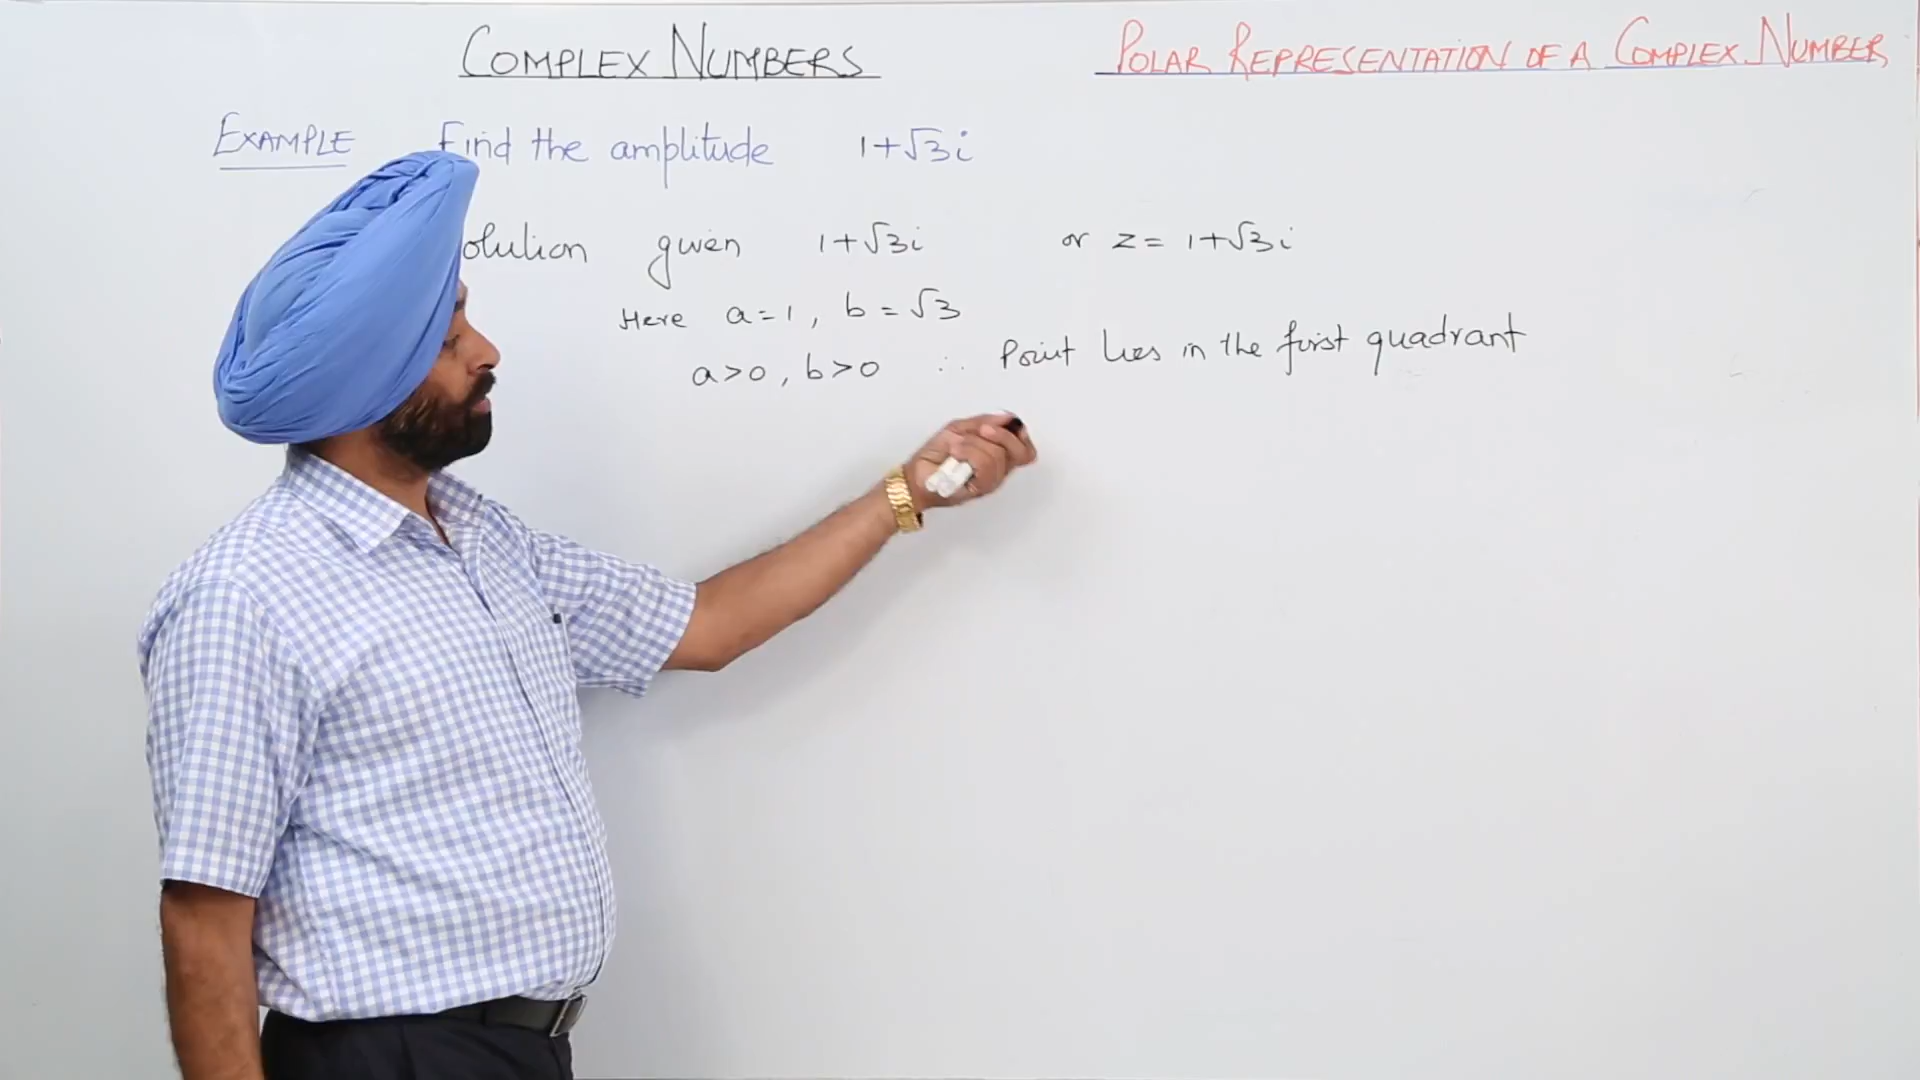 COMPLEX NUMBERS
POLAR REPRESENTATION OF A COMPLEX NUMBER
EXAMPLE Find the amplitude 1+√3i
olution given 1+√3i or z = 1+√3i
Here a=1, b=√3
a>0, b>0 ∴ Point lies in the first quadrant